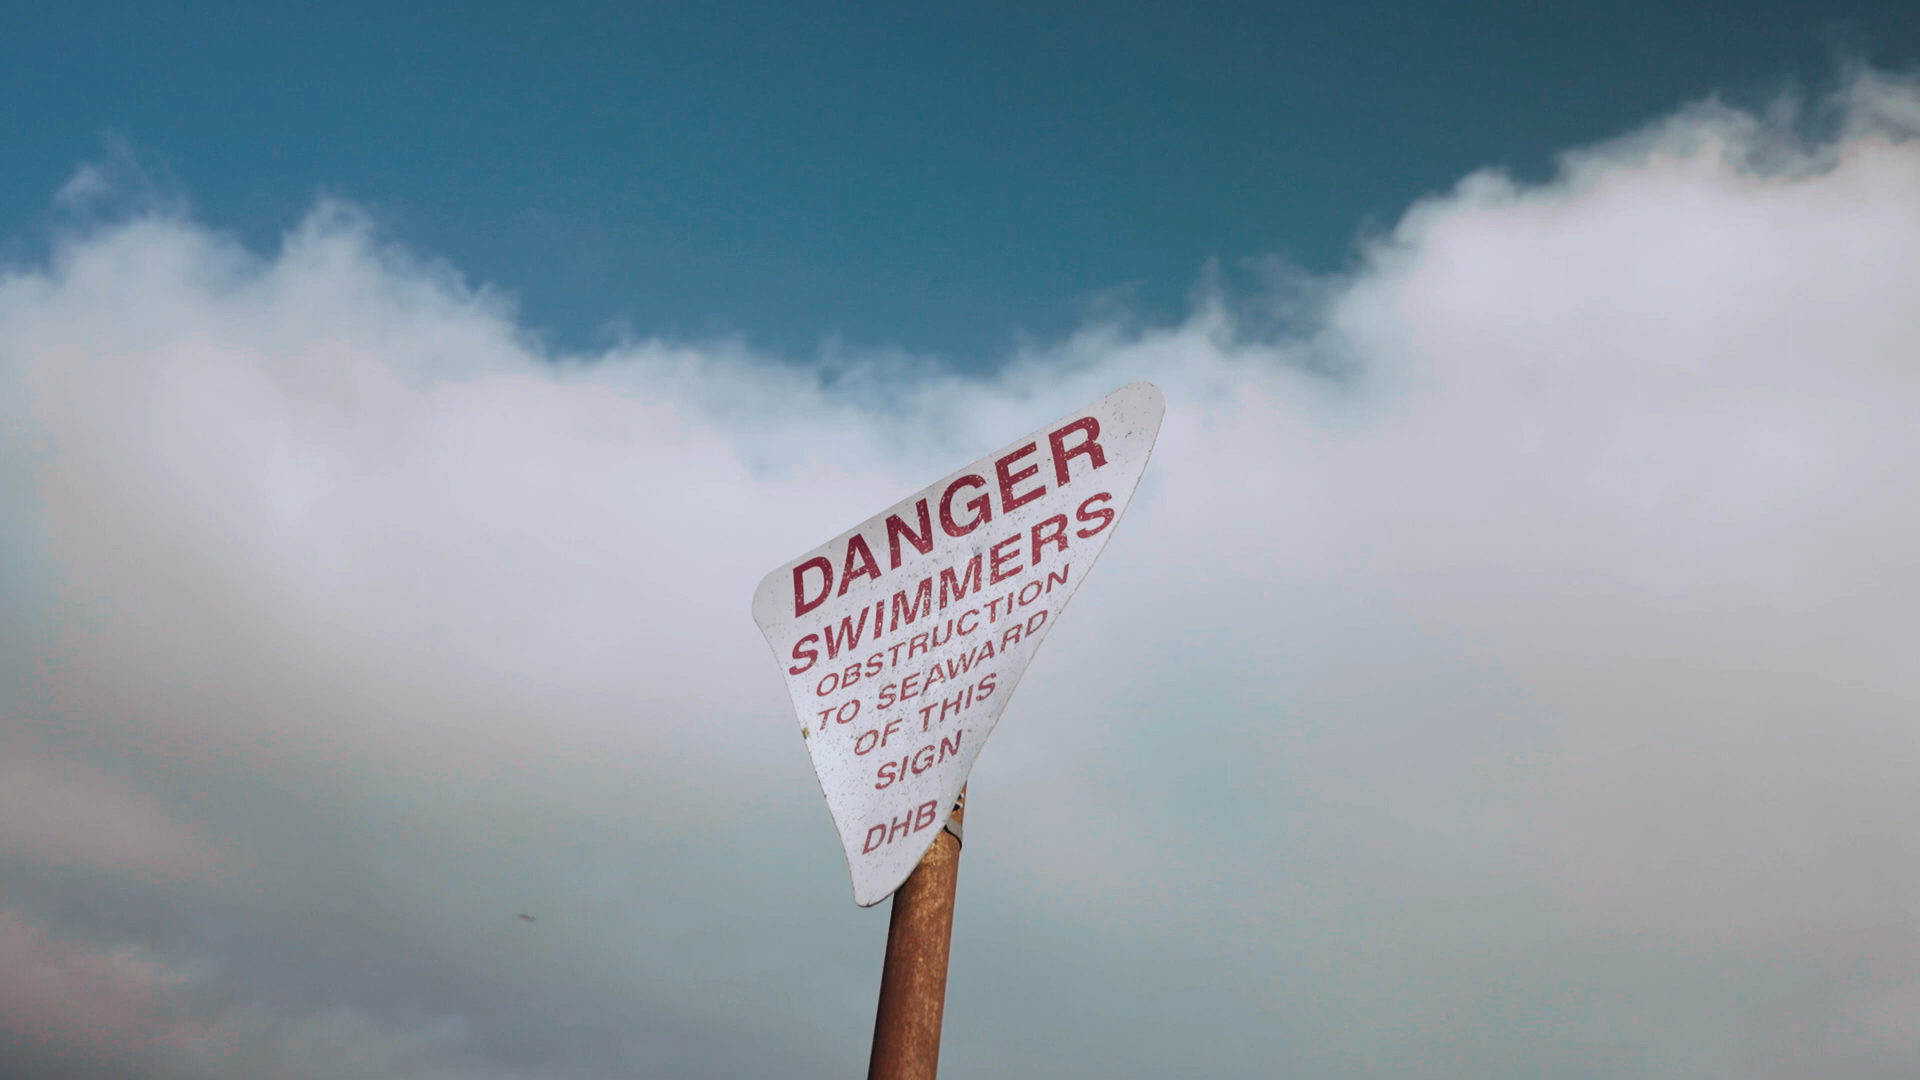 DANGER
SWIMMERS
OBSTRUCTION
TO SEAWARD
OF THIS
SIGN
DHB